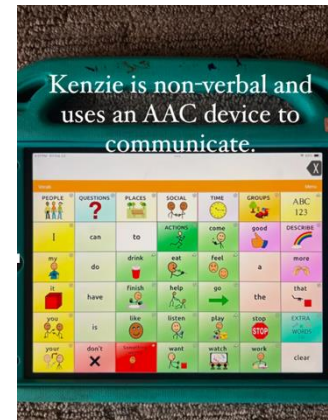 Kenzie is non-verbal and
uses an AAC device to
communicate.
X
PEOPLE QUESTIONS PLACES SOCIAL TIME GROUPS ABC 123
I can to ACTIONS come good DESCRIBE
my do drink eat feel a more
it have finish help go the that
you is like listen play stop EXTRA WORDS
STOP
your don't want watch work clear